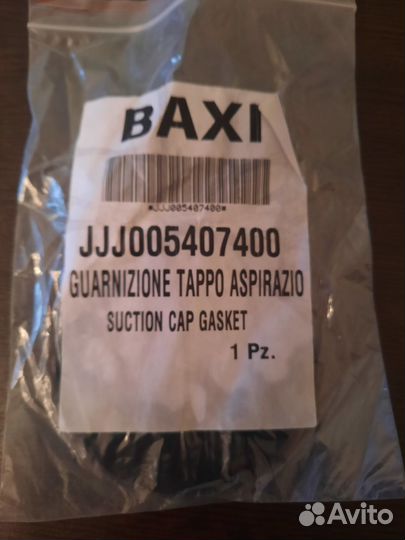 BAXI
*JJJ005407400*
JJJ005407400
GUARNIZIONE TAPPO ASPIRAZIO
SUCTION CAP GASKET
1 Pz.
Avito